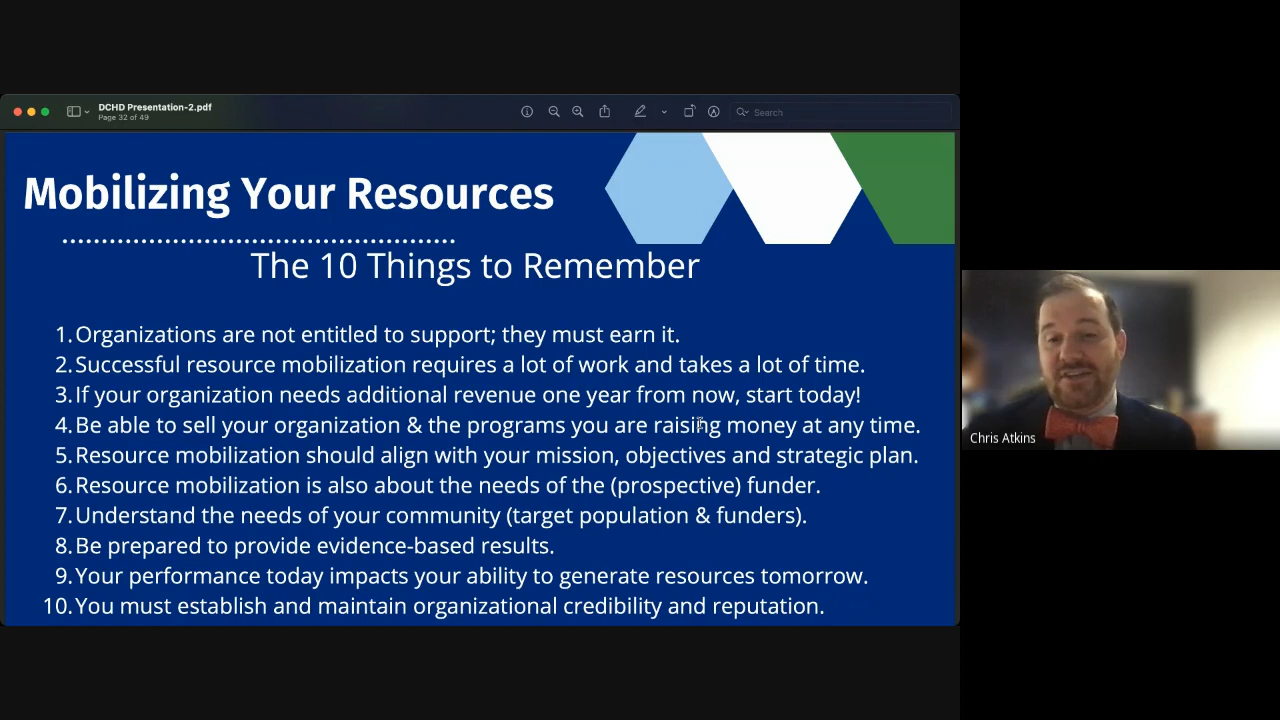 DCHD Presentation-2.pdf
Page 32 of 49
Search
Mobilizing Your Resources
The 10 Things to Remember
1. Organizations are not entitled to support; they must earn it.
2. Successful resource mobilization requires a lot of work and takes a lot of time.
3. If your organization needs additional revenue one year from now, start today!
4. Be able to sell your organization & the programs you are raising money at any time.
5. Resource mobilization should align with your mission, objectives and strategic plan.
6. Resource mobilization is also about the needs of the (prospective) funder.
7. Understand the needs of your community (target population & funders).
8. Be prepared to provide evidence-based results.
9. Your performance today impacts your ability to generate resources tomorrow.
10. You must establish and maintain organizational credibility and reputation.
Chris Atkins